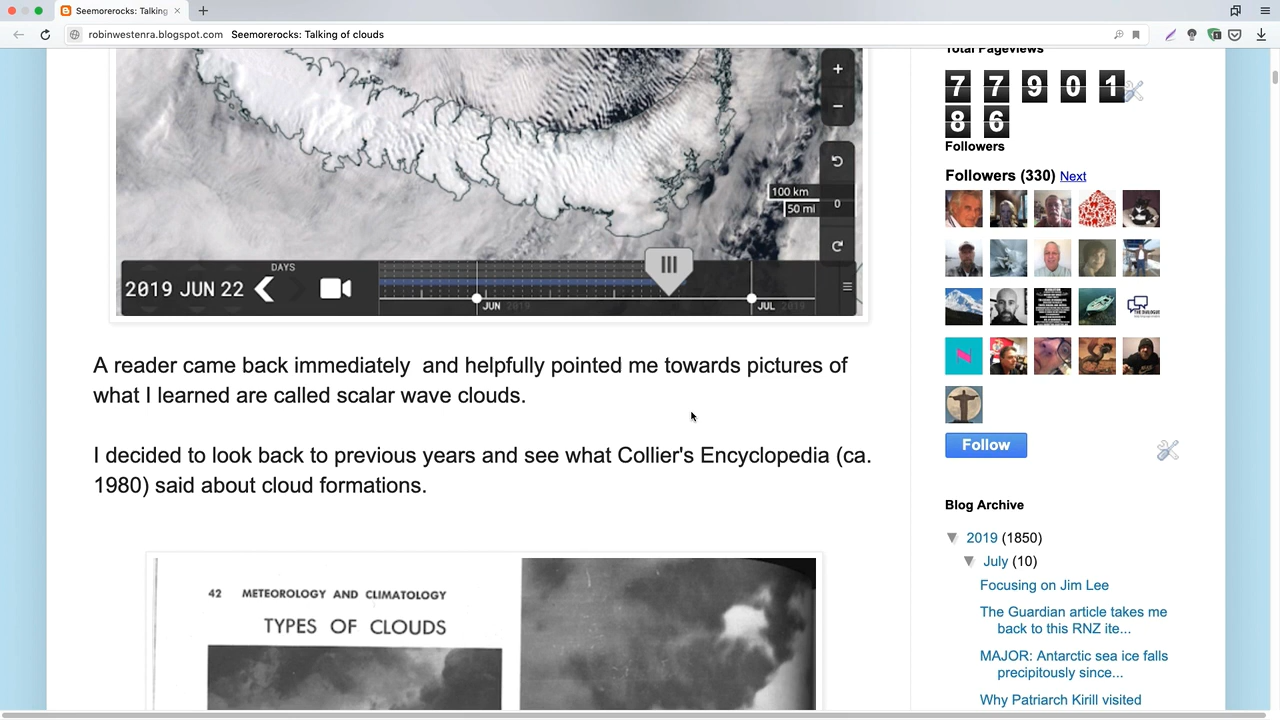 Seemorerocks: Talking
robinwestenra.blogspot.com Seemorerocks: Talking of clouds
100 km
50 mi
0
DAYS
2019 JUN 22
JUN 2019
JUL 2019
A reader came back immediately and helpfully pointed me towards pictures of
what I learned are called scalar wave clouds.
I decided to look back to previous years and see what Collier's Encyclopedia (ca.
1980) said about cloud formations.
42 METEOROLOGY AND CLIMATOLOGY
TYPES OF CLOUDS
Total Pageviews
7 7 9 0 1
8 6
Followers
Followers (330) Next
Follow
Blog Archive
▼ 2019 (1850)
▼ July (10)
Focusing on Jim Lee
The Guardian article takes me
back to this RNZ ite...
MAJOR: Antarctic sea ice falls
precipitously since...
Why Patriarch Kirill visited